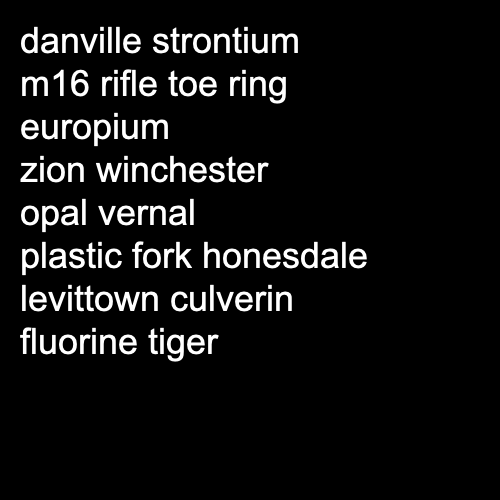 danville strontium
m16 rifle toe ring
europium
zion winchester
opal vernal
plastic fork honesdale
levittown culverin
fluorine tiger